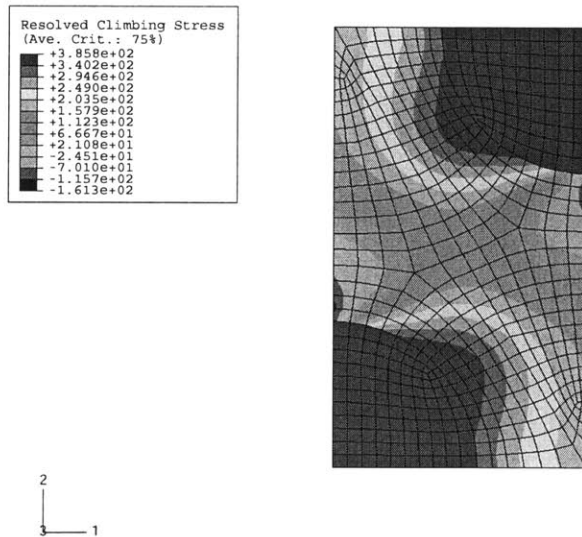 Resolved Climbing Stress
(Ave. Crit.: 75%)
+3.858e+02
+3.402e+02
+2.946e+02
+2.490e+02
+2.035e+02
+1.579e+02
+1.123e+02
+6.667e+01
+2.108e+01
-2.451e+01
-7.010e+01
-1.157e+02
-1.613e+02
2
3 1